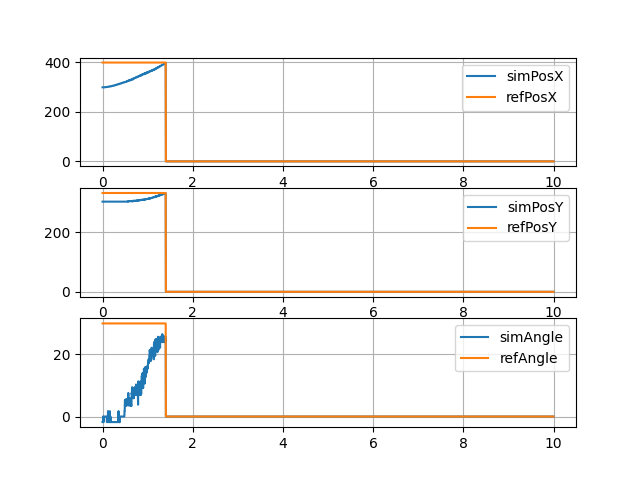 400
200
0
simPosX
refPosX
0 2 4 6 8 10
200
0
simPosY
refPosY
0 2 4 6 8 10
20
0
simAngle
refAngle
0 2 4 6 8 10